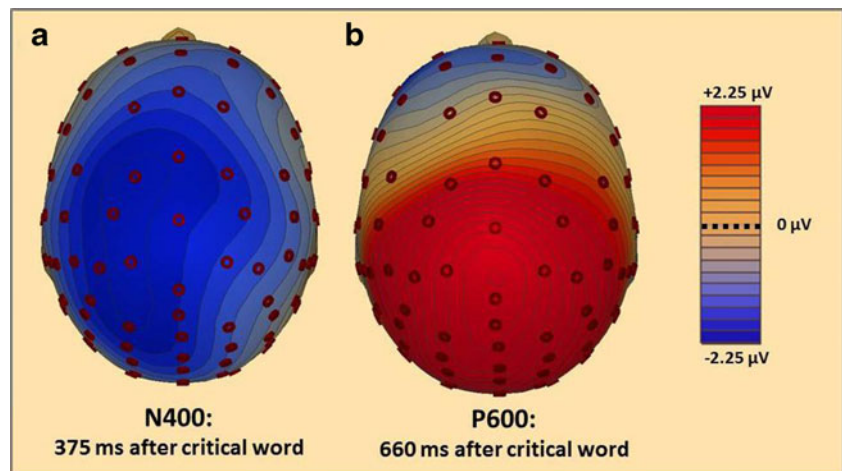 a
b
+2.25 µV
0 µV
-2.25 µV
N400:
375 ms after critical word
P600:
660 ms after critical word